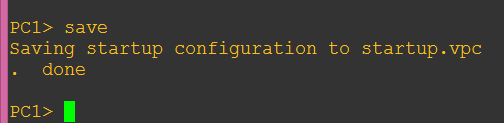 PC1> save
Saving startup configuration to startup.vpc
.  done
PC1>